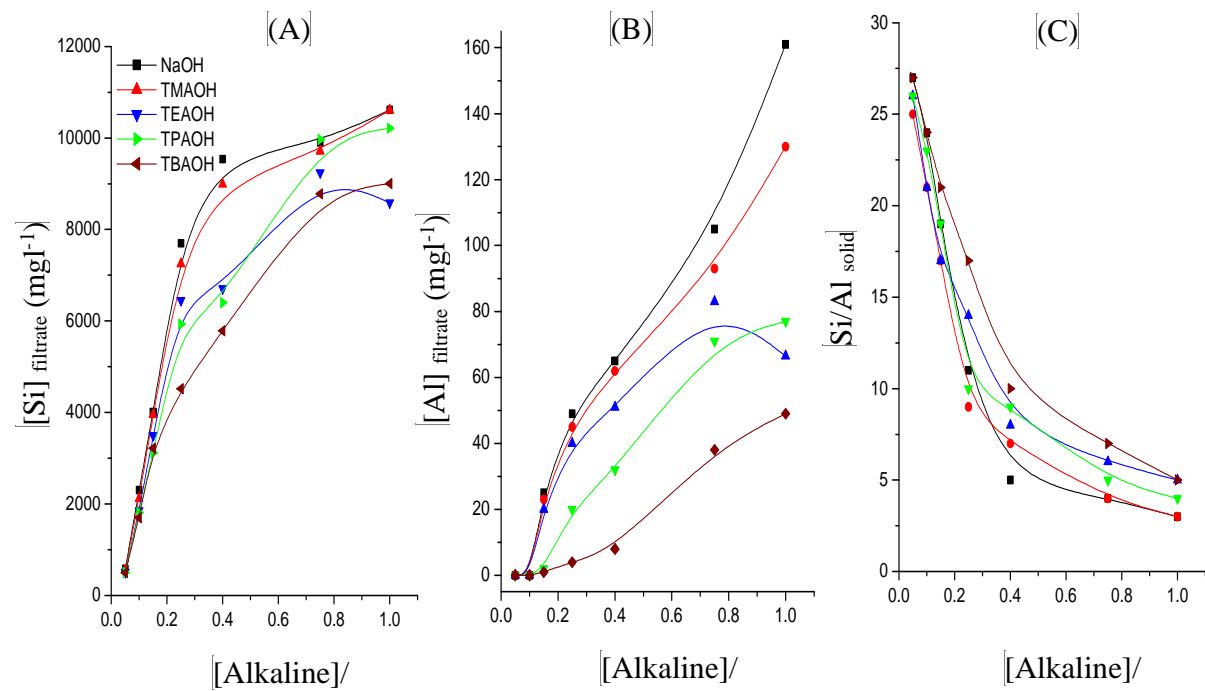 [(A)
12000
10000
8000
6000
4000
2000
0
0.0 0.2 0.4 0.6 0.8 1.0
NaOH
TMAOH
TEAOH
TPAOH
TBAOH
[Si] filtrate (mgl-1)
[Alkaline]/
(B)
160
140
120
100
80
60
40
20
0
0.0 0.2 0.4 0.6 0.8 1.0
[Al] filtrate (mgl-1)
[Alkaline]/
(C)
30
25
20
15
10
5
0
0.0 0.2 0.4 0.6 0.8 1.0
[Si/Al solid]
[Alkaline]/